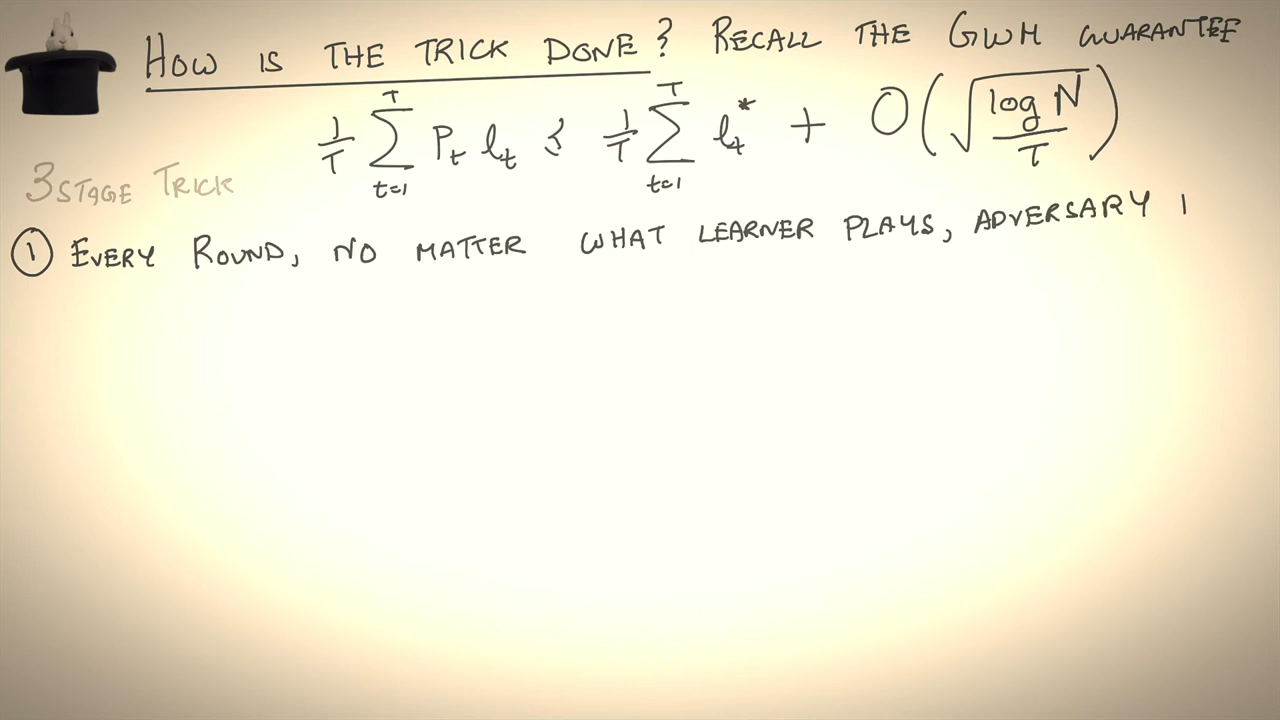 HOW IS THE TRICK DONE? RECALL THE GWM GUARANTEE
1/T ∑_{t=1}^{T} P_t l_t ≤ 1/T ∑_{t=1}^{T} l_t^* + O(√(log N / T))
3 STAGE TRICK
① EVERY ROUND, NO MATTER WHAT LEARNER PLAYS, ADVERSARY I